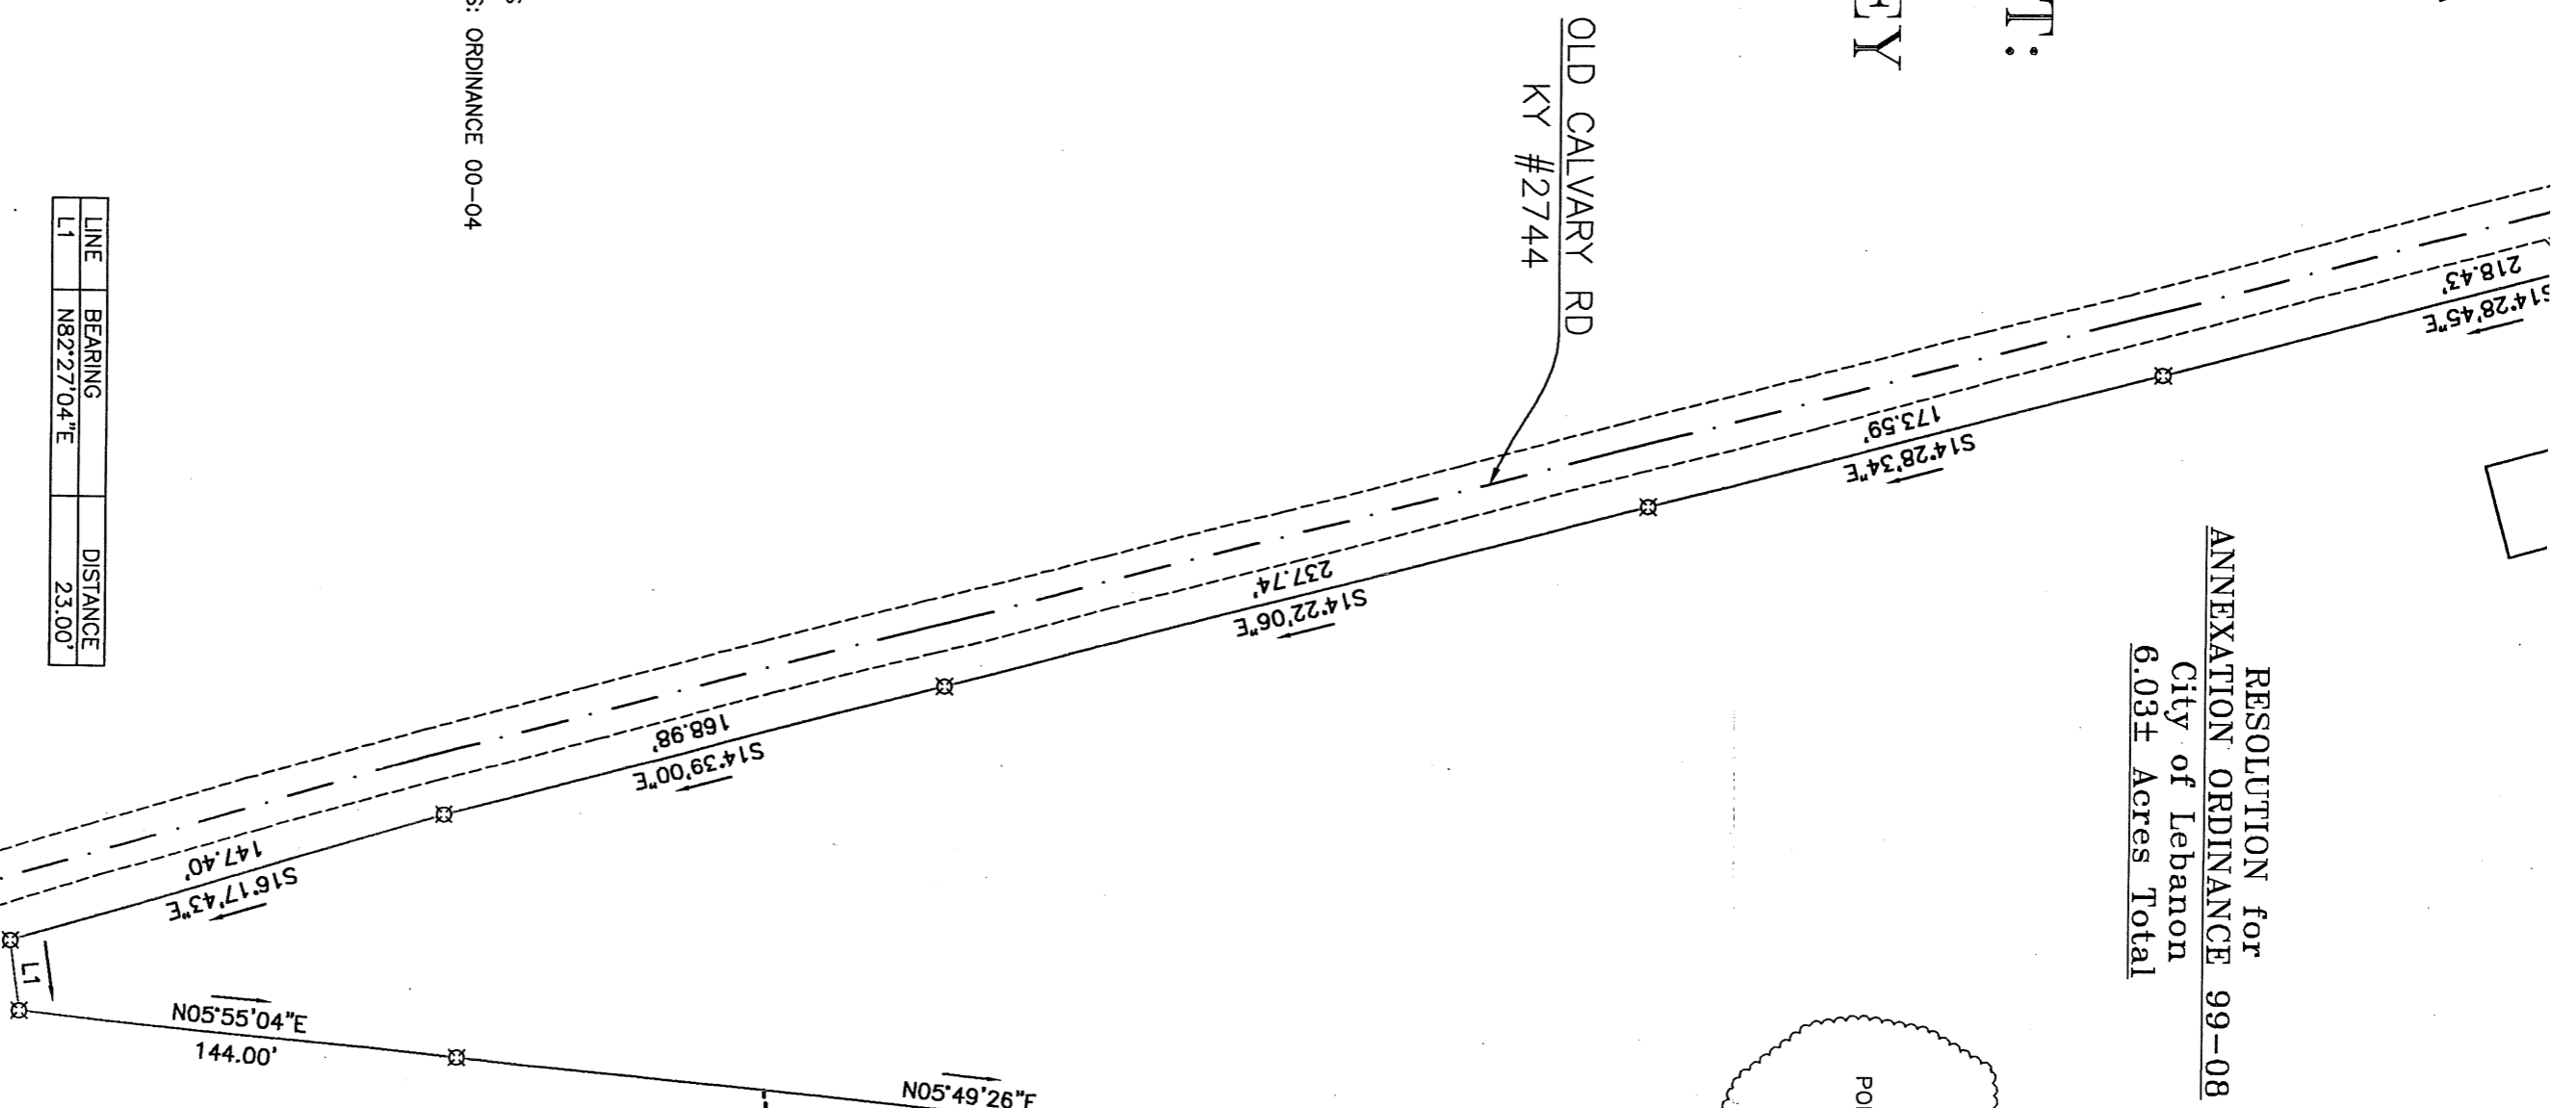 T:
EY
OLD CALVARY RD
KY #2744
ORDINANCE 00-04
LINE BEARING DISTANCE
L1 N82°27'04"E 23.00'
RESOLUTION for
ANNEXATION ORDINANCE 99-08
City of Lebanon
6.03± Acres Total
218.43'
S14°28'45"E
173.59'
S14°28'34"E
237.74'
S14°22'06"E
168.98'
S14°39'00"E
147.40'
S16°17'43"E
L1
N05°55'04"E
144.00'
N05°49'26"E